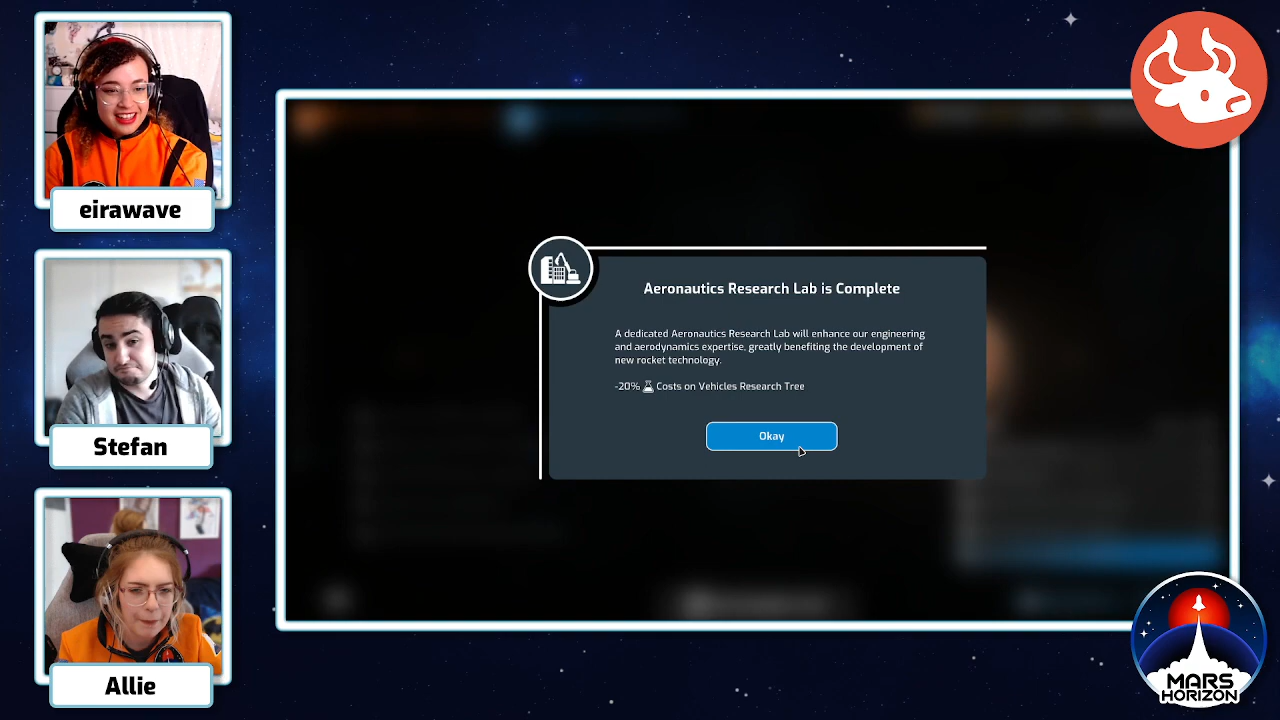 eirawave
Stefan
Allie
Aeronautics Research Lab is Complete
A dedicated Aeronautics Research Lab will enhance our engineering
and aerodynamics expertise, greatly benefiting the development of
new rocket technology.
-20% Costs on Vehicles Research Tree
Okay
MARS
HORIZON